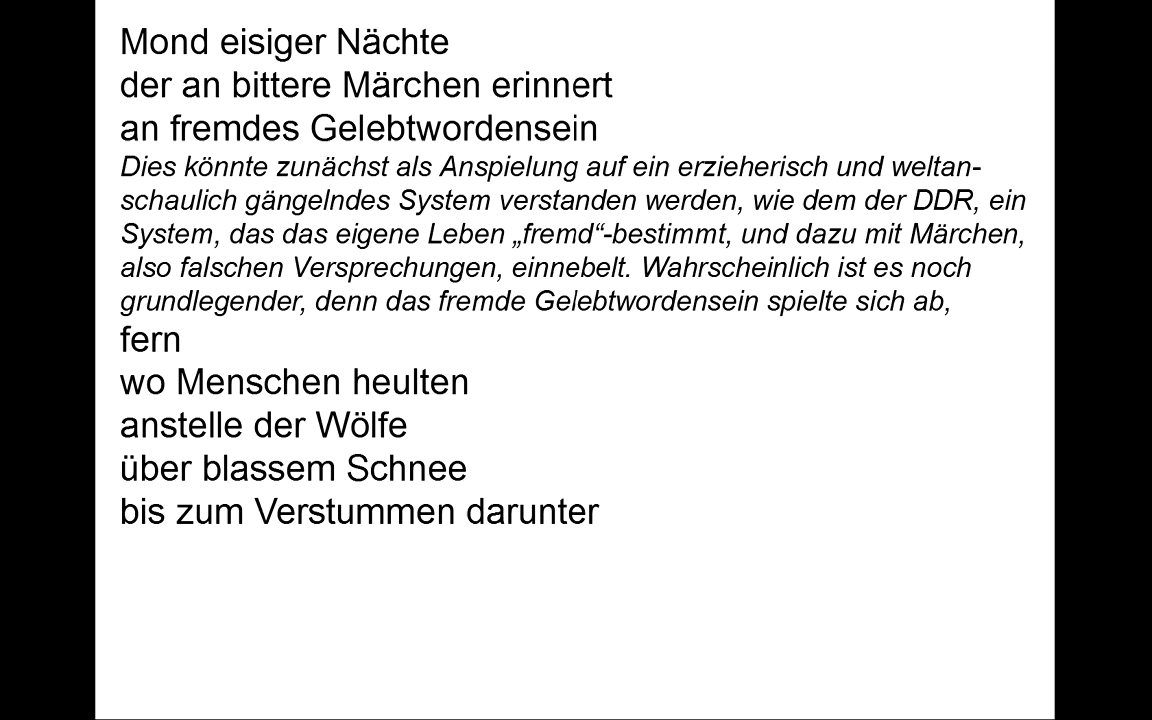 Mond eisiger Nächte
der an bittere Märchen erinnert
an fremdes Gelebtwordensein
Dies könnte zunächst als Anspielung auf ein erzieherisch und weltan-
schaulich gängelndes System verstanden werden, wie dem der DDR, ein
System, das das eigene Leben „fremd“-bestimmt, und dazu mit Märchen,
also falschen Versprechungen, einnebelt. Wahrscheinlich ist es noch
grundlegender, denn das fremde Gelebtwordensein spielte sich ab,
fern
wo Menschen heulten
anstelle der Wölfe
über blassem Schnee
bis zum Verstummen darunter